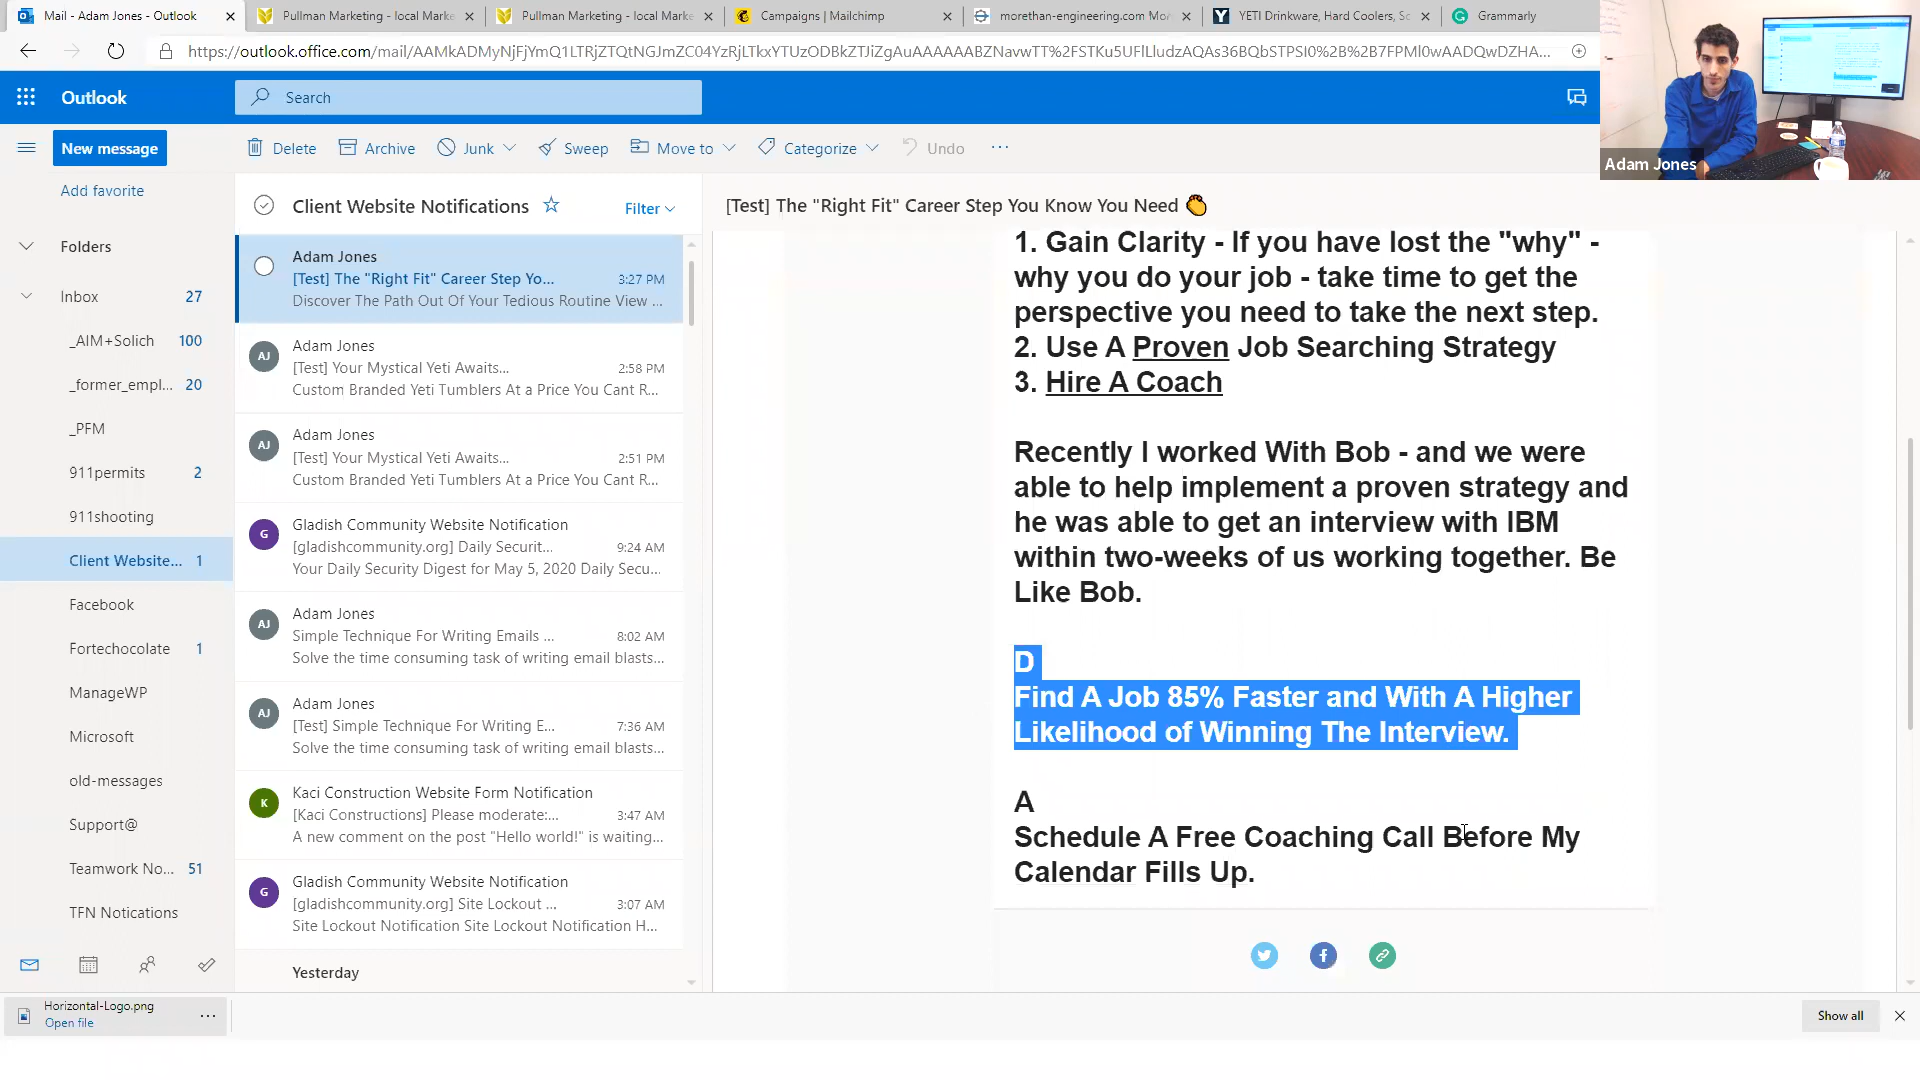 Mail - Adam Jones - Outlook
Pullman Marketing - local Marke
Pullman Marketing - local Marke
Campaigns | Mailchimp
morethan-engineering.com MoA
YETI Drinkware, Hard Coolers, Sc
Grammarly
Adam Jones
Outlook
Search
New message
Delete
Archive
Junk
Sweep
Move to
Categorize
Undo
Add favorite
Folders
Inbox 27
_AIM+Solich 100
_former_empl... 20
_PFM
911permits 2
911shooting
Client Website... 1
Facebook
Fortechocolate 1
ManageWP
Microsoft
old-messages
Support@
Teamwork No... 51
TFN Notications
Client Website Notifications
Filter
Adam Jones
[Test] The "Right Fit" Career Step Yo... 3:27 PM
Discover The Path Out Of Your Tedious Routine View ...
AJ
Adam Jones
[Test] Your Mystical Yeti Awaits... 2:58 PM
Custom Branded Yeti Tumblers At a Price You Cant R...
AJ
Adam Jones
[Test] Your Mystical Yeti Awaits... 2:51 PM
Custom Branded Yeti Tumblers At a Price You Cant R...
G
Gladish Community Website Notification
[gladishcommunity.org] Daily Securit... 9:24 AM
Your Daily Security Digest for May 5, 2020 Daily Secu...
AJ
Adam Jones
Simple Technique For Writing Emails ... 8:02 AM
Solve the time consuming task of writing email blasts...
AJ
Adam Jones
[Test] Simple Technique For Writing E... 7:36 AM
Solve the time consuming task of writing email blasts...
K
Kaci Construction Website Form Notification
[Kaci Constructions] Please moderate:... 3:47 AM
A new comment on the post "Hello world!" is waiting...
G
Gladish Community Website Notification
[gladishcommunity.org] Site Lockout ... 3:07 AM
Site Lockout Notification Site Lockout Notification H...
Yesterday
[Test] The "Right Fit" Career Step You Know You Need 👏
1. Gain Clarity - If you have lost the "why" -
why you do your job - take time to get the
perspective you need to take the next step.
2. Use A Proven Job Searching Strategy
3. Hire A Coach
Recently I worked With Bob - and we were
able to help implement a proven strategy and
he was able to get an interview with IBM
within two-weeks of us working together. Be
Like Bob.
D
Find A Job 85% Faster and With A Higher
Likelihood of Winning The Interview.
A
Schedule A Free Coaching Call Before My
Calendar Fills Up.
Horizontal-Logo.png
Open file
Show all